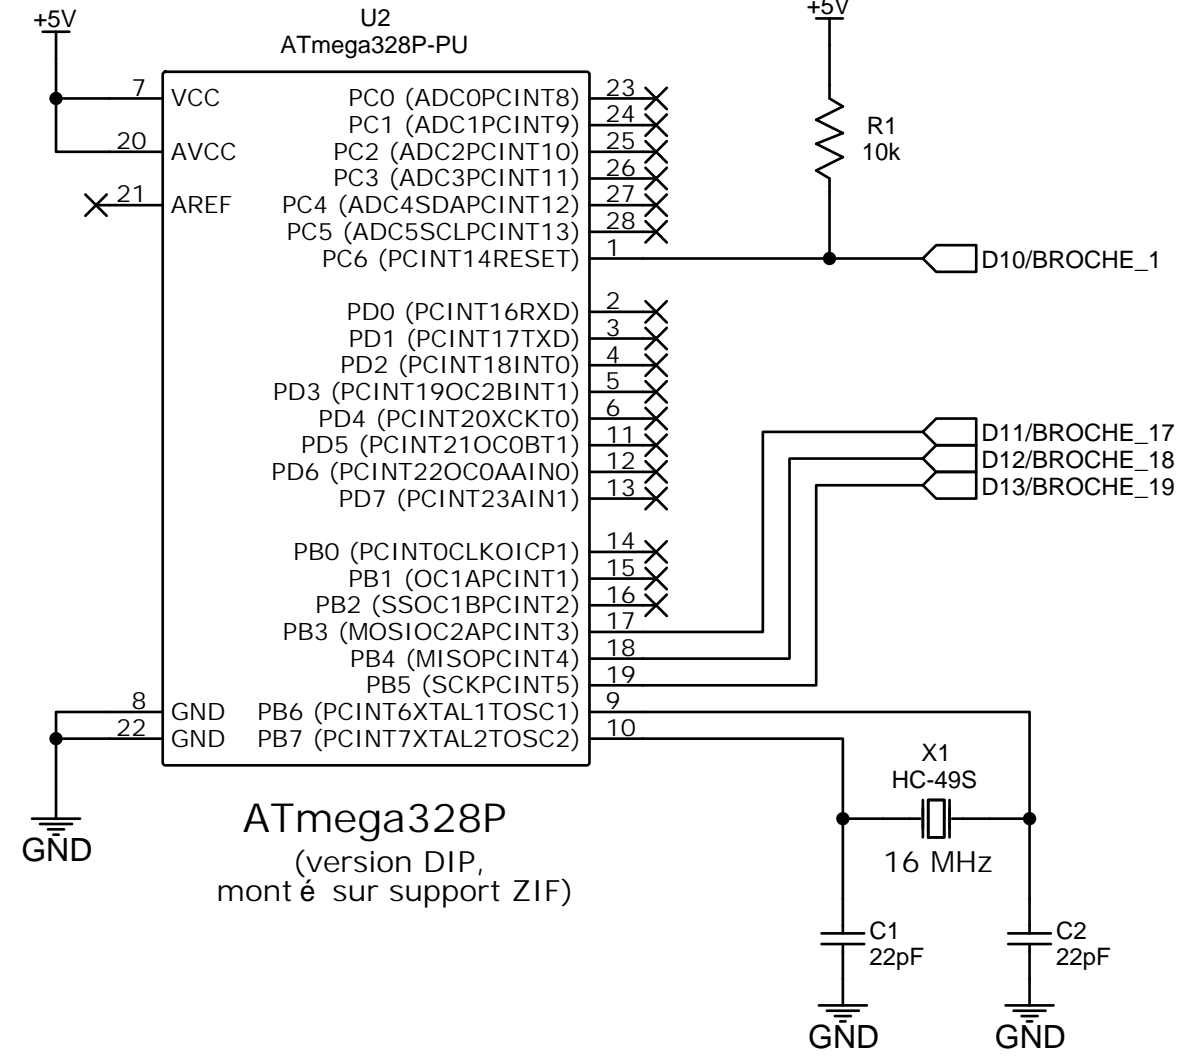 +5V
U2
ATmega328P-PU
+5V
7 VCC
20 AVCC
21 AREF
PC0 (ADC0PCINT8) 23
PC1 (ADC1PCINT9) 24
PC2 (ADC2PCINT10) 25
PC3 (ADC3PCINT11) 26
PC4 (ADC4SDAPCINT12) 27
PC5 (ADC5SCLPCINT13) 28
PC6 (PCINT14RESET) 1
R1
10k
D10/BROCHE_1
PD0 (PCINT16RXD) 2
PD1 (PCINT17TXD) 3
PD2 (PCINT18INT0) 4
PD3 (PCINT19OC2BINT1) 5
PD4 (PCINT20XCKT0) 6
PD5 (PCINT21OC0BT1) 11
PD6 (PCINT22OC0AAIN0) 12
PD7 (PCINT23AIN1) 13
D11/BROCHE_17
D12/BROCHE_18
D13/BROCHE_19
PB0 (PCINT0CLKOICP1) 14
PB1 (OC1APCINT1) 15
PB2 (SSOC1BPCINT2) 16
PB3 (MOSIOC2APCINT3) 17
PB4 (MISOPCINT4) 18
PB5 (SCKPCINT5) 19
8 GND PB6 (PCINT6XTAL1TOSC1) 9
22 GND PB7 (PCINT7XTAL2TOSC2) 10
GND
ATmega328P
(version DIP,
monté sur support ZIF)
X1
HC-49S
16 MHz
C1
22pF
C2
22pF
GND
GND